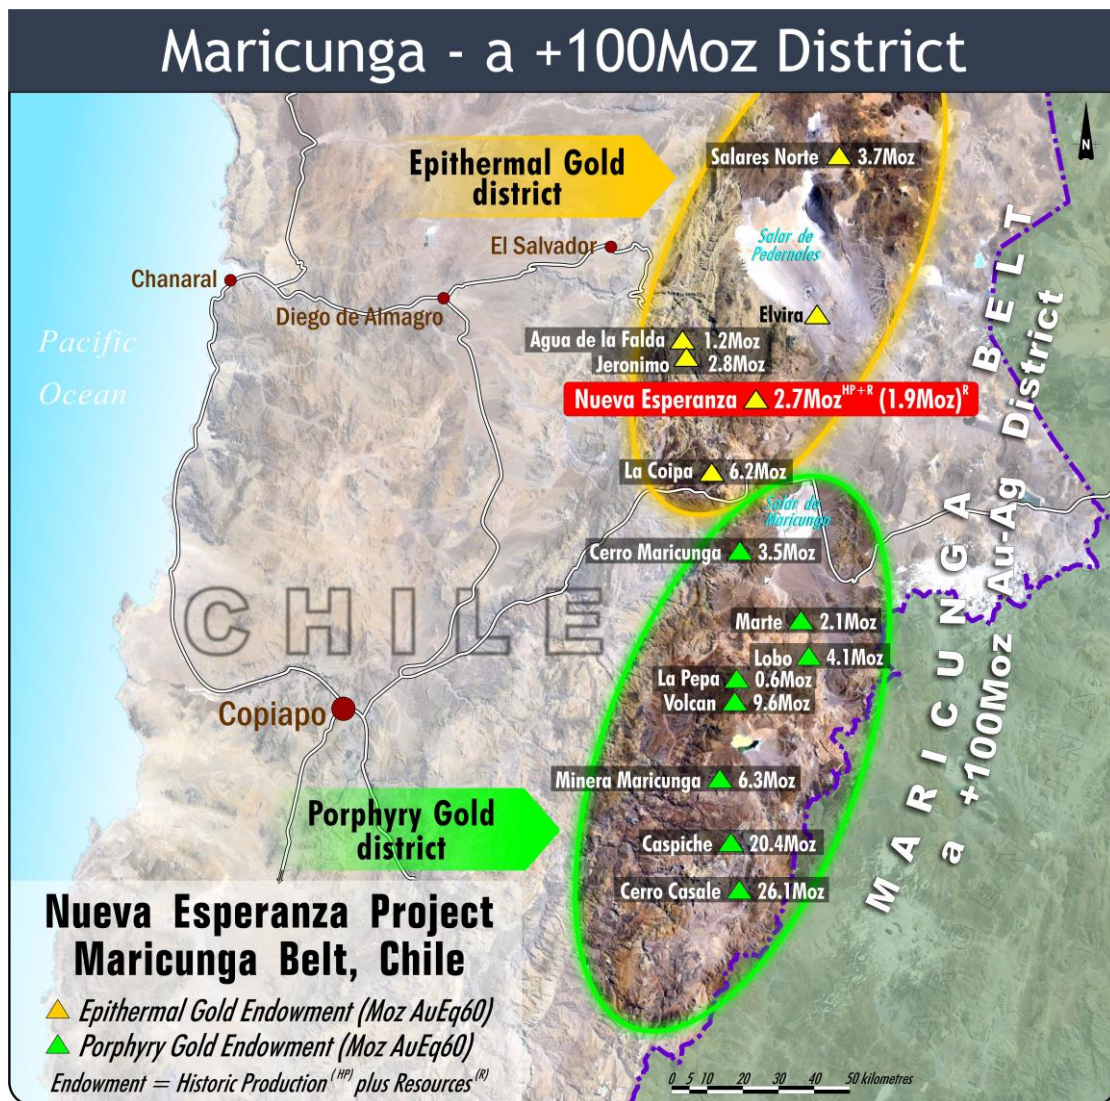 Maricunga - a +100Moz District
N
Epithermal Gold
district
Salares Norte 3.7Moz
Salar de
Pedernales
El Salvador
Chanaral
Diego de Almagro
Elvira
Pacific
Ocean
Agua de la Falda 1.2Moz
Jeronimo 2.8Moz
Nueva Esperanza 2.7Moz HP+R (1.9Moz) R
La Coipa 6.2Moz
Salar de
Maricunga
Cerro Maricunga 3.5Moz
CHILE
Marte 2.1Moz
Lobo 4.1Moz
La Pepa 0.6Moz
Volcan 9.6Moz
Copiapo
Minera Maricunga 6.3Moz
Porphyry Gold
district
Caspiche 20.4Moz
Cerro Casale 26.1Moz
MARICUNGA BELT
a +100Moz Au-Ag District
Nueva Esperanza Project
Maricunga Belt, Chile
Epithermal Gold Endowment (Moz AuEq60)
Porphyry Gold Endowment (Moz AuEq60)
Endowment = Historic Production (HP) plus Resources (R)
0 5 10 20 30 40 50 kilometres